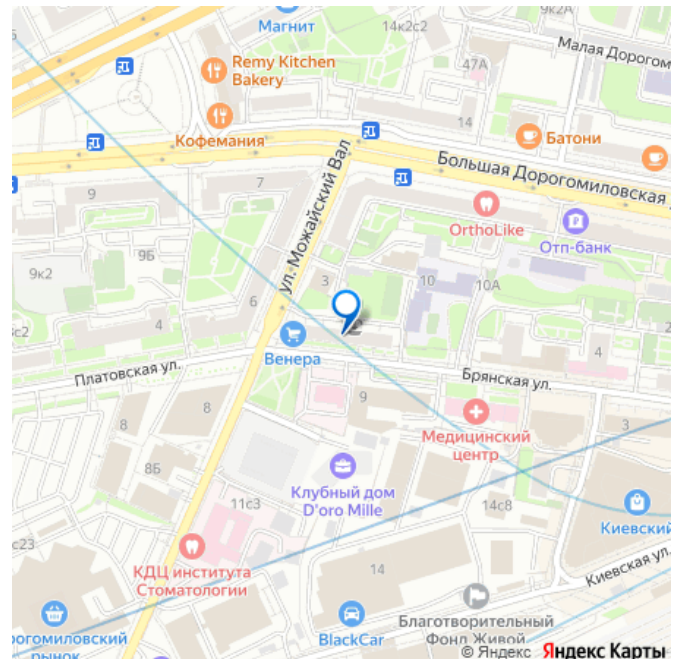 Магнит
14к2с2
9к2А
6
Remy Kitchen
Bakery
47А
Малая Дорогом
14
Кофемания
Батони
ул. Можайский Вал
Большая Дорогомиловская
9
7
OrthoLike
Отп-банк
9Б
9к2
3
10
10А
6
4
Венера
4
Платовская ул.
Брянская ул.
9
8
8
3
Медицинский
центр
8Б
Клубный дом
D'oro Mille
11с3
14с8
Киевский
с23
КДЦ института
Стоматологии
14
Киевская ул.
рогомиловский
рынок
BlackCar
Благотворительный
Фонд Живой
© Яндекс Яндекс Карты